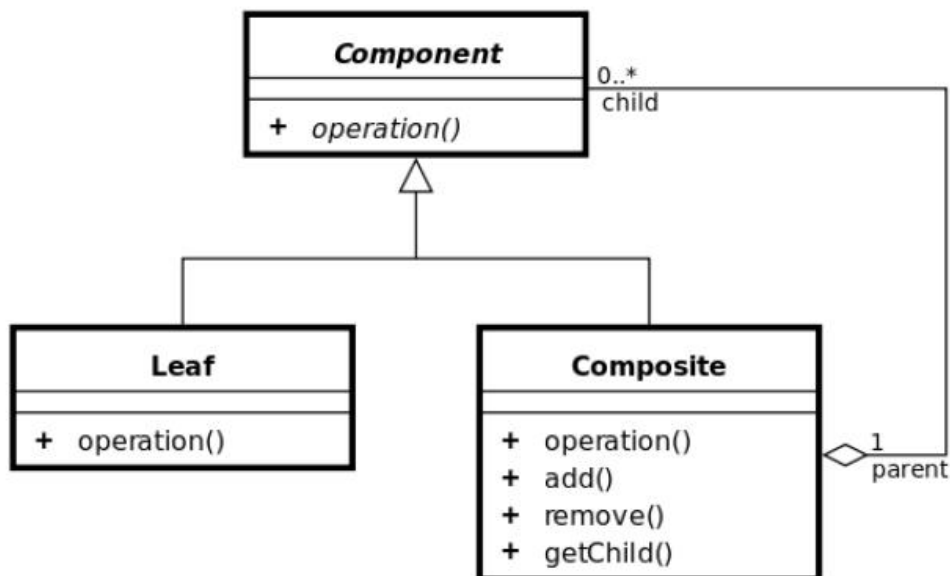 Component
+ operation()
0..*
child
Leaf
+ operation()
Composite
+ operation()
+ add()
+ remove()
+ getChild()
1
parent